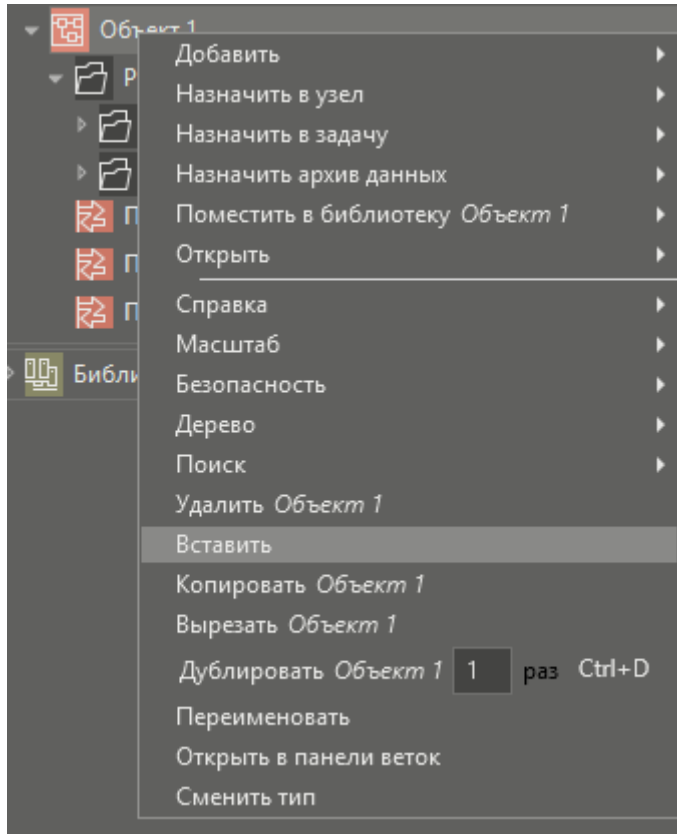 Объект 1
Добавить
Р
Назначить в узел
Назначить в задачу
Назначить архив данных
Поместить в библиотеку Объект 1
П
Открыть
П
Справка
П
Масштаб
Библи
Безопасность
Дерево
Поиск
Удалить Объект 1
Вставить
Копировать Объект 1
Вырезать Объект 1
Дублировать Объект 1 1 раз Ctrl+D
Переименовать
Открыть в панели веток
Сменить тип